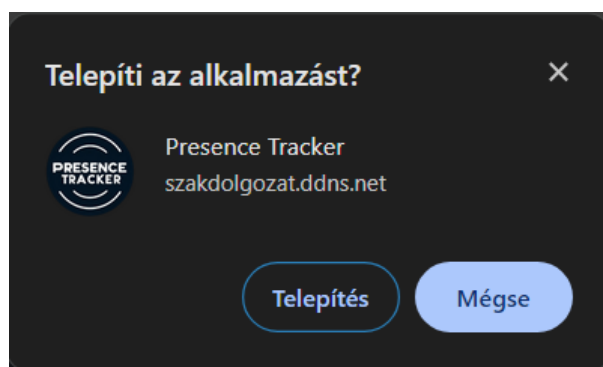 Telepíti az alkalmazást?
PRESENCE
TRACKER
Presence Tracker
szakdolgozat.ddns.net
Telepítés
Mégse